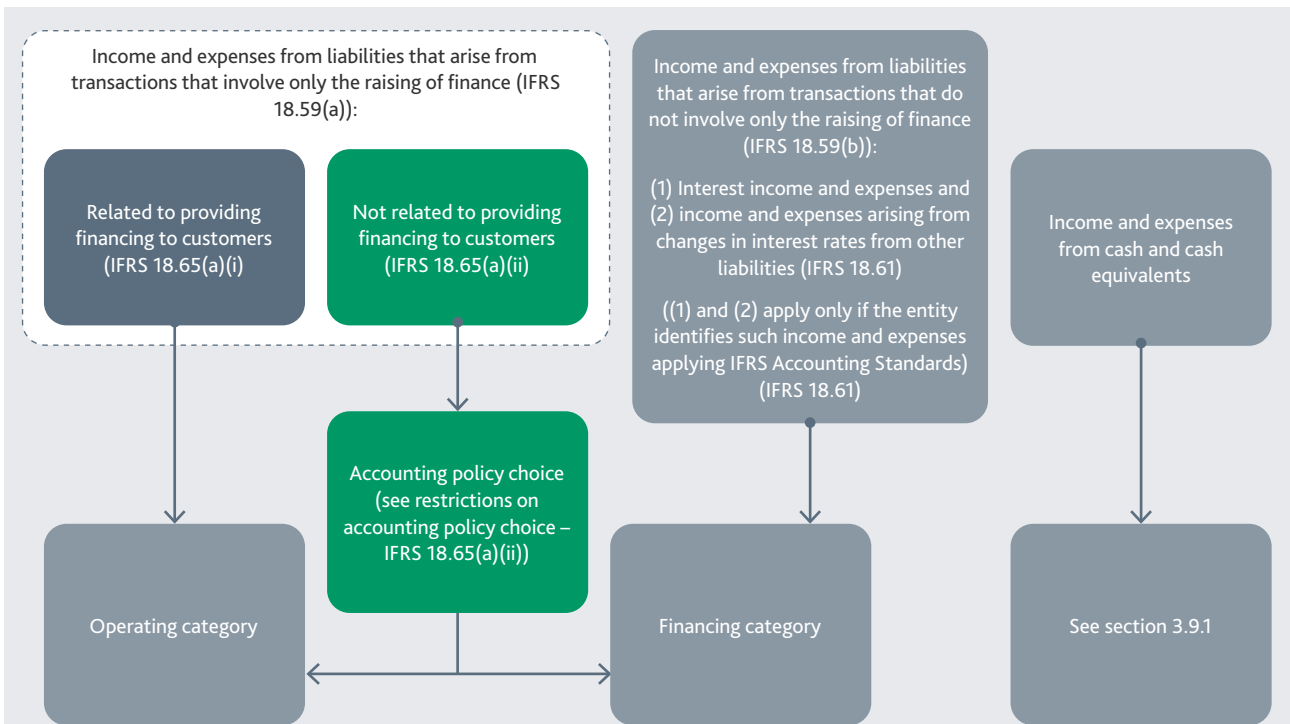 Income and expenses from liabilities that arise from
transactions that involve only the raising of finance (IFRS
18.59(a)):
Related to providing
financing to customers
(IFRS 18.65(a)(i)
Not related to providing
financing to customers
(IFRS 18.65(a)(ii)
Income and expenses from liabilities
that arise from transactions that do
not involve only the raising of finance
(IFRS 18.59(b)):
(1) Interest income and expenses and
(2) income and expenses arising from
changes in interest rates from other
liabilities (IFRS 18.61)
((1) and (2) apply only if the entity
identifies such income and expenses
applying IFRS Accounting Standards)
(IFRS 18.61)
Income and expenses
from cash and cash
equivalents
Accounting policy choice
(see restrictions on
accounting policy choice –
IFRS 18.65(a)(ii))
Operating category
Financing category
See section 3.9.1